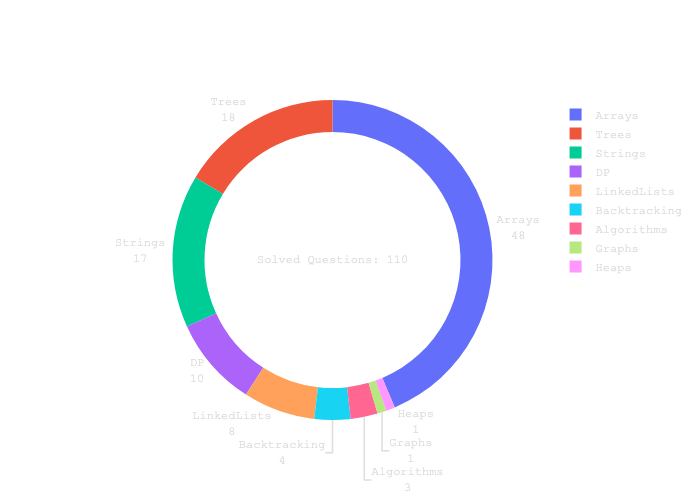 Trees
18
Strings
17
DP
10
LinkedLists
8
Backtracking
4
Algorithms
3
Graphs
1
Heaps
1
Arrays
48
Solved Questions: 110
Arrays
Trees
Strings
DP
LinkedLists
Backtracking
Algorithms
Graphs
Heaps